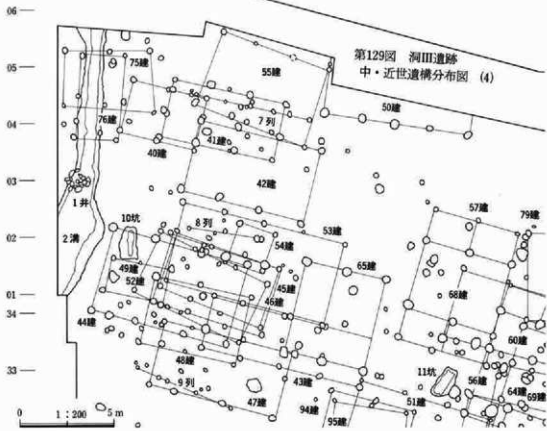 第129図 洞III遺跡
中・近世遺構分布図 (4)
06
05
04
03
02
01
34
33
75建
55建
50建
76建
40建
41建
7列
42建
1井
2溝
10坑
8列
53建
54建
57建
79建
49建
52建
45建
46建
65建
68建
44建
60建
48建
9列
43建
47建
94建
95建
51建
11坑
56建
64建
69建
0 1:200 5m